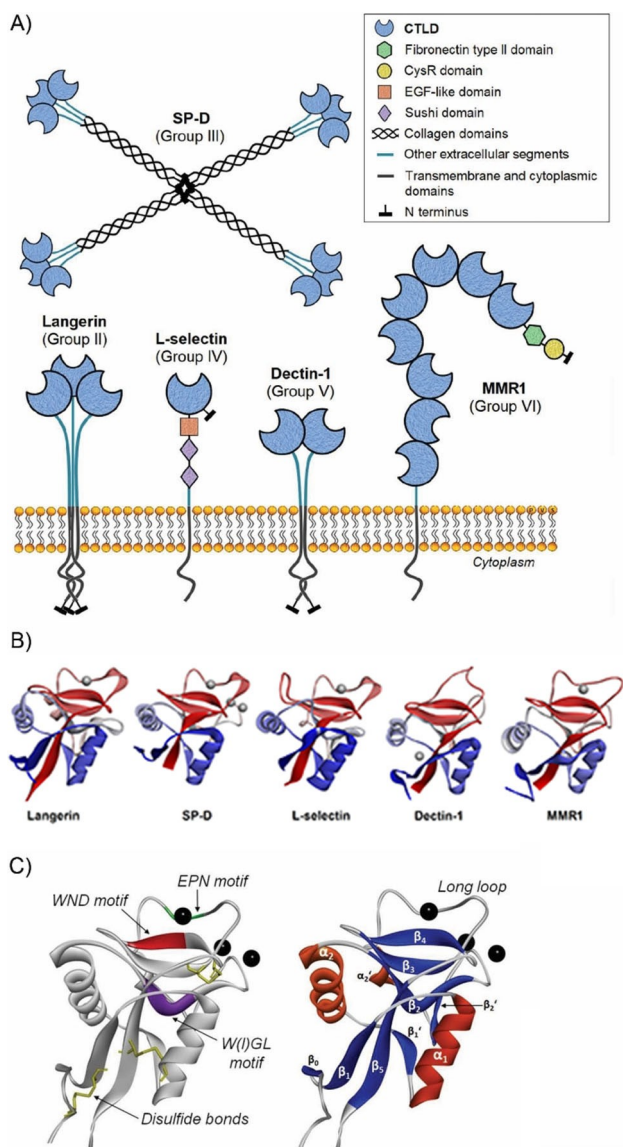 A)
CTLD
Fibronectin type II domain
CysR domain
EGF-like domain
Sushi domain
Collagen domains
Other extracellular segments
Transmembrane and cytoplasmic
domains
N terminus
SP-D
(Group III)
Langerin
(Group II)
L-selectin
(Group IV)
Dectin-1
(Group V)
MMR1
(Group VI)
Cytoplasm
B)
Langerin
SP-D
L-selectin
Dectin-1
MMR1
C)
EPN motif
WND motif
W(I)GL motif
Disulfide bonds
Long loop
β4
α2
β3
α2'
β2
β2'
β1'
α1
β0
β1
β5